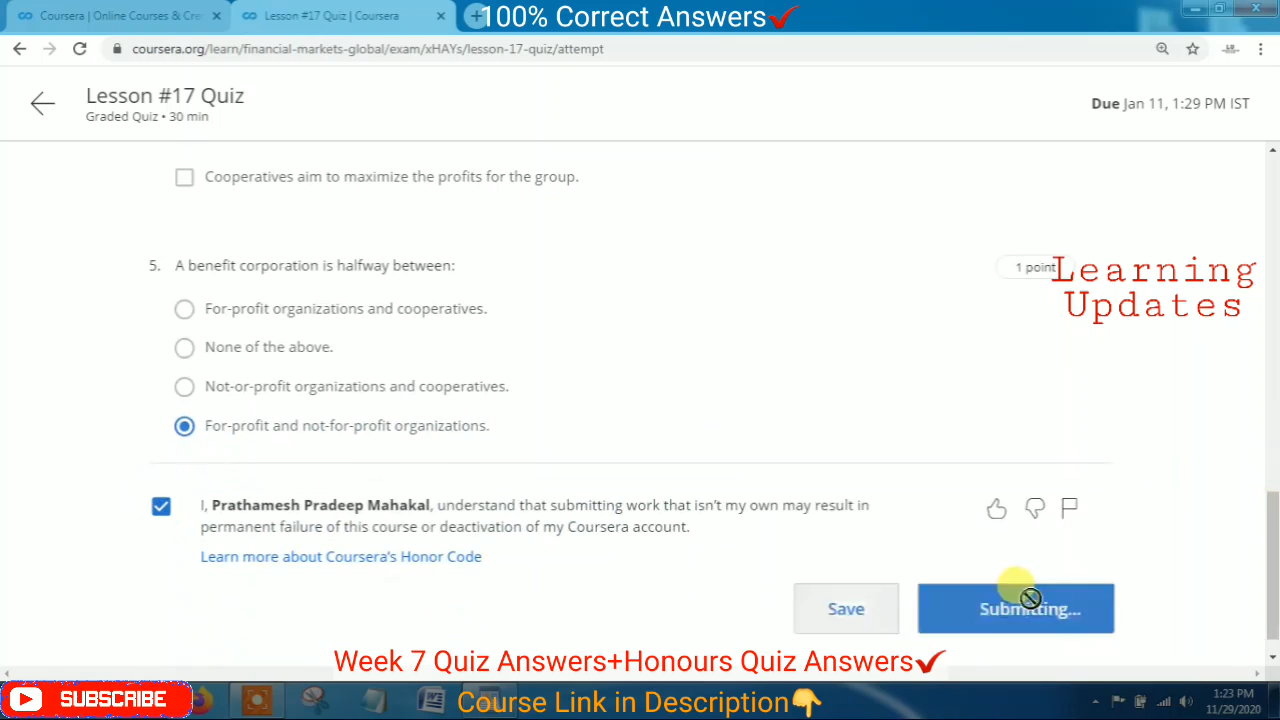 Coursera | Online Courses & Cre
Lesson #17 Quiz | Coursera
100% Correct Answers✓
coursera.org/learn/financial-markets-global/exam/xHAYs/lesson-17-quiz/attempt
Lesson #17 Quiz
Graded Quiz • 30 min
Due Jan 11, 1:29 PM IST
Cooperatives aim to maximize the profits for the group.
5. A benefit corporation is halfway between:
1 point
Learning
Updates
For-profit organizations and cooperatives.
None of the above.
Not-or-profit organizations and cooperatives.
For-profit and not-for-profit organizations.
I, Prathamesh Pradeep Mahakal, understand that submitting work that isn't my own may result in
permanent failure of this course or deactivation of my Coursera account.
Learn more about Coursera's Honor Code
Save
Submitting...
Week 7 Quiz Answers+Honours Quiz Answers✓
SUBSCRIBE
Course Link in Description👇
1:23 PM
11/29/2020